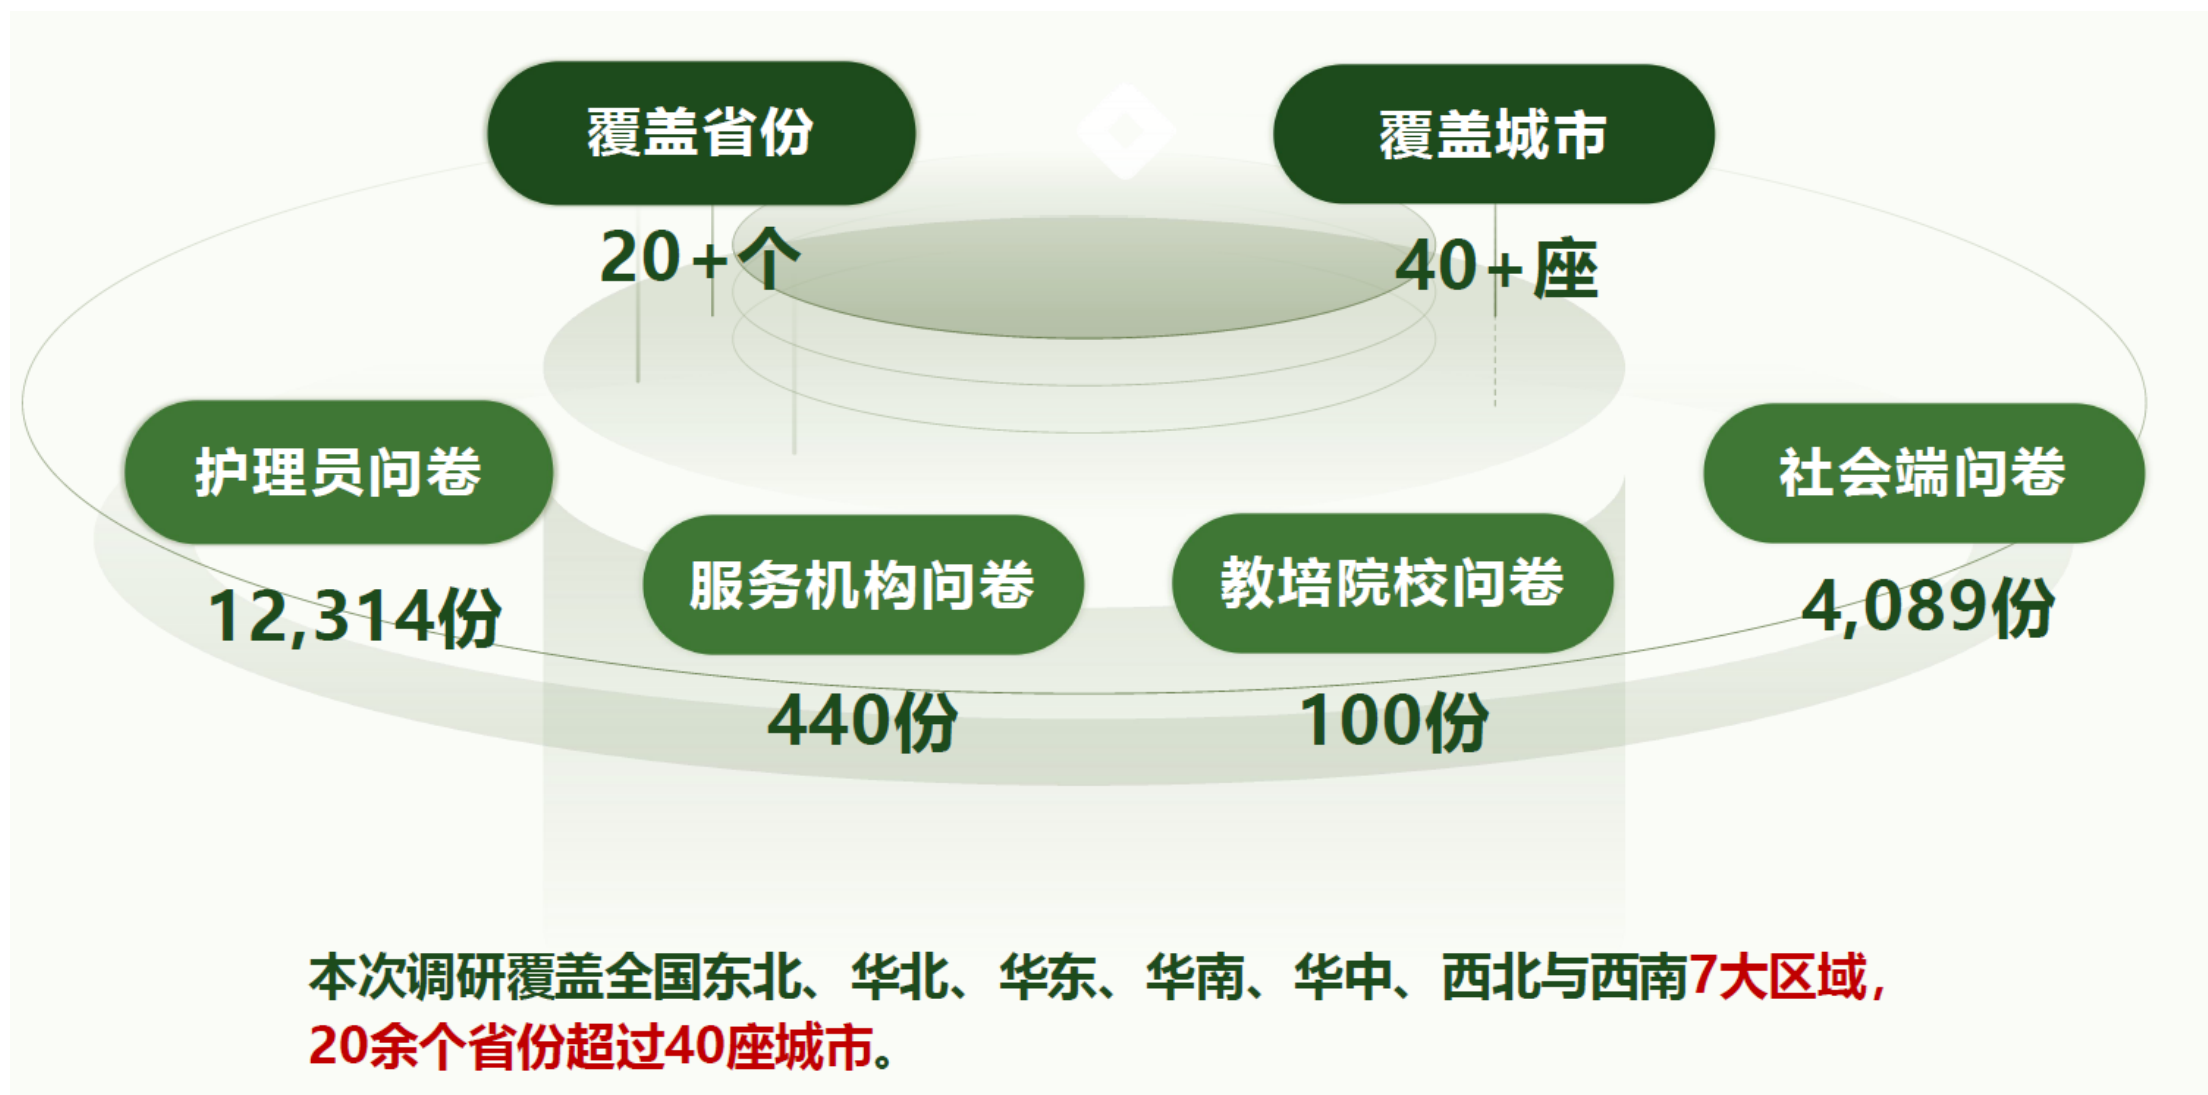 覆盖省份
覆盖城市
20+个
40+座
护理员问卷
社会端问卷
服务机构问卷
教培院校问卷
12,314份
4,089份
440份
100份
本次调研覆盖全国东北、华北、华东、华南、华中、西北与西南7大区域，
20余个省份超过40座城市。